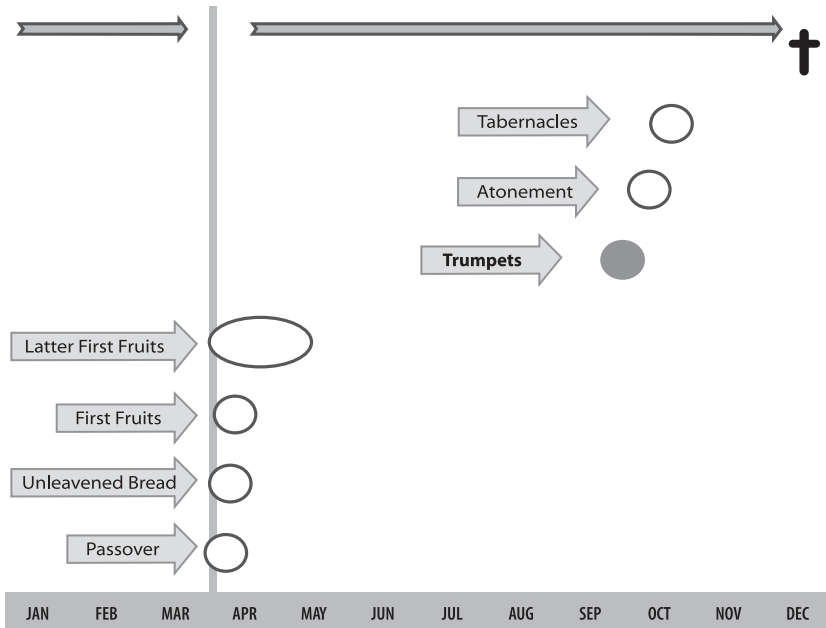 Tabernacles
Atonement
Trumpets
Latter First Fruits
First Fruits
Unleavened Bread
Passover
JAN FEB MAR APR MAY JUN JUL AUG SEP OCT NOV DEC